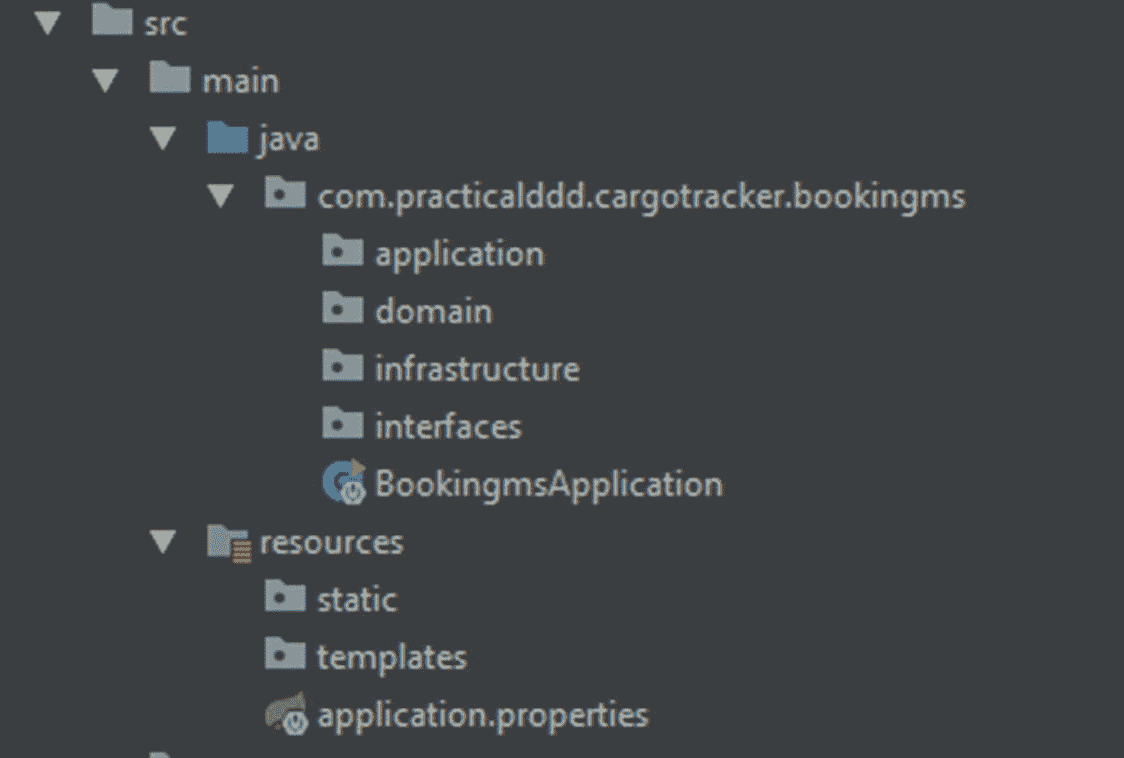 src
main
java
com.practicalddd.cargotracker.bookingms
application
domain
infrastructure
interfaces
BookingmsApplication
resources
static
templates
application.properties